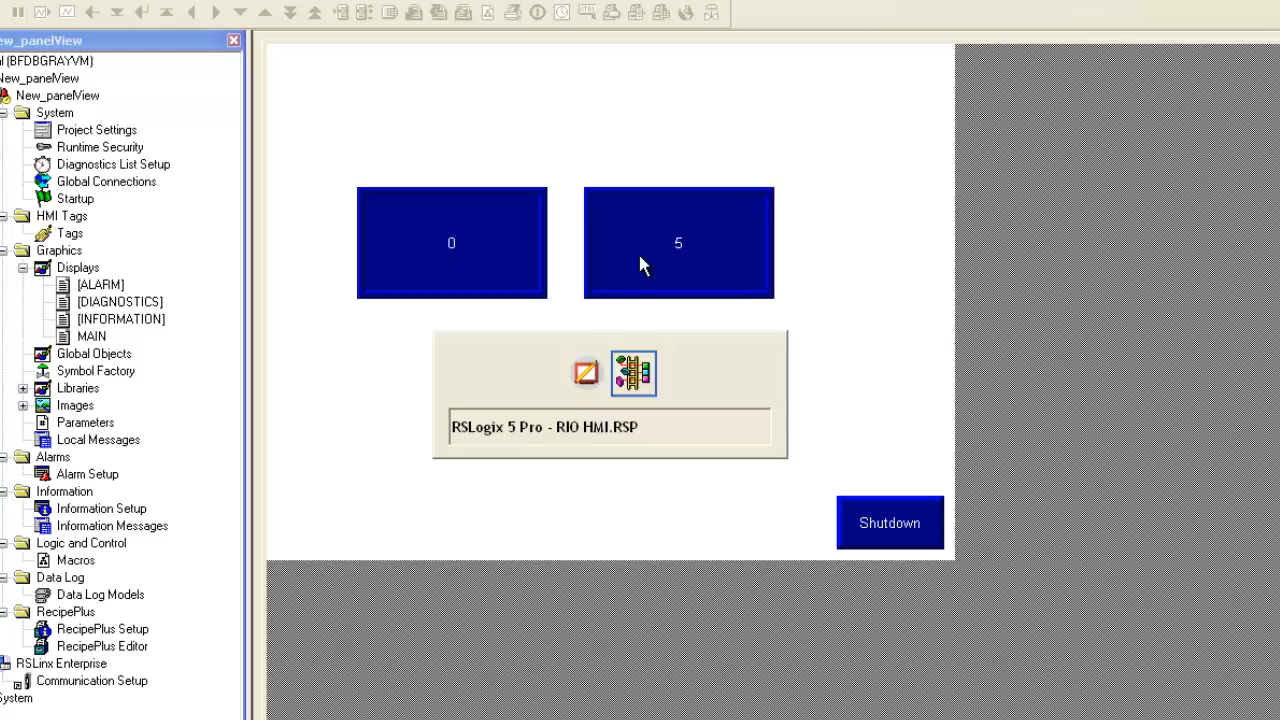 ew_panelView
l (BFDBGRAYVM)
New_panelView
New_panelView
System
Project Settings
Runtime Security
Diagnostics List Setup
Global Connections
Startup
HMI Tags
Tags
Graphics
Displays
[ALARM]
[DIAGNOSTICS]
[INFORMATION]
MAIN
Global Objects
Symbol Factory
Libraries
Images
Parameters
Local Messages
Alarms
Alarm Setup
Information
Information Setup
Information Messages
Logic and Control
Macros
Data Log
Data Log Models
RecipePlus
RecipePlus Setup
RecipePlus Editor
RSLinx Enterprise
Communication Setup
System
0
5
RSLogix 5 Pro - RIO HMI.RSP
Shutdown